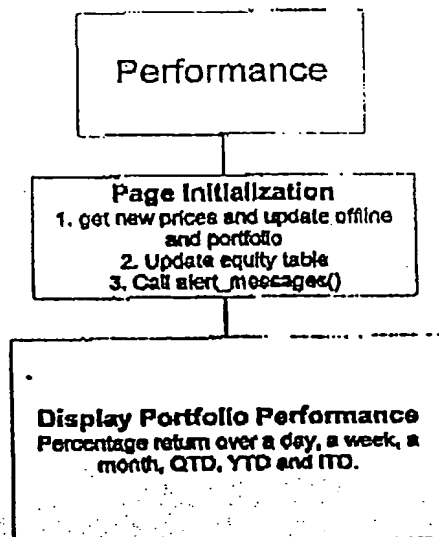 Performance
Page Initialization
1. get new prices and update offline
and portfolio
2. Update equity table
3. Call alert_messages()
Display Portfolio Performance
Percentage return over a day, a week, a
month, QTD, YTD and ITD.